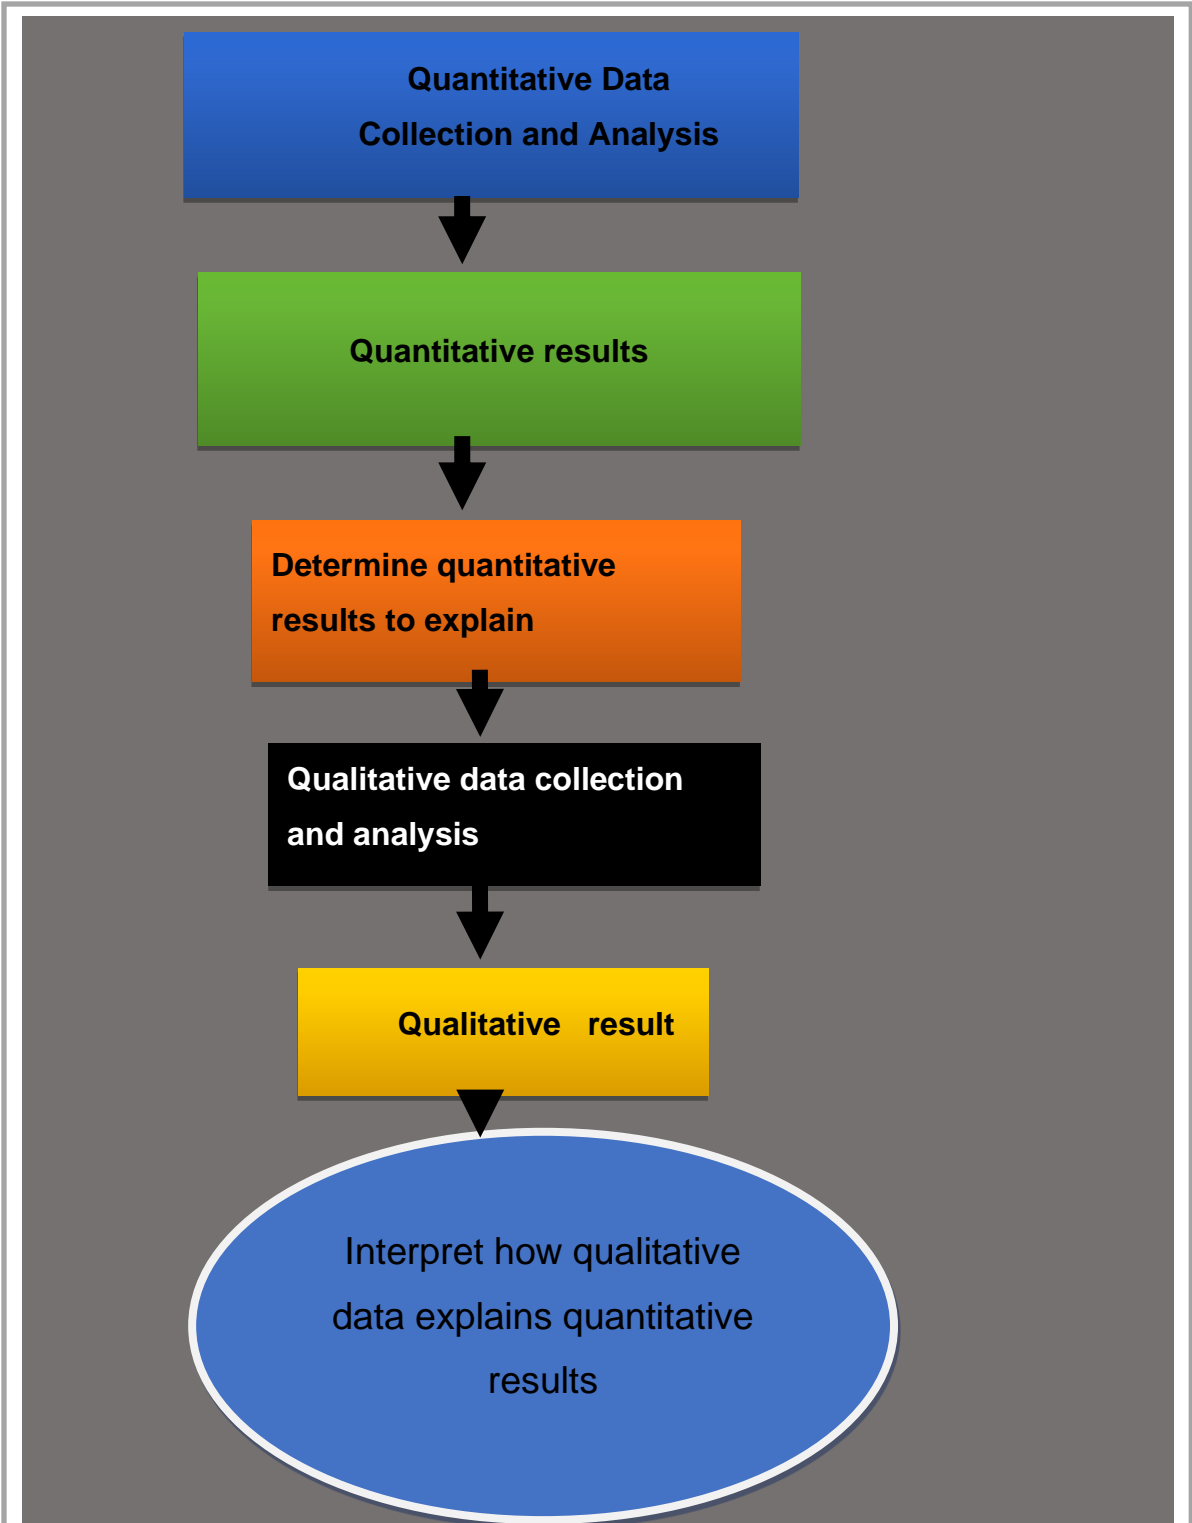 Quantitative Data
Collection and Analysis
Quantitative results
Determine quantitative
results to explain
Qualitative data collection
and analysis
Qualitative result
Interpret how qualitative
data explains quantitative
results